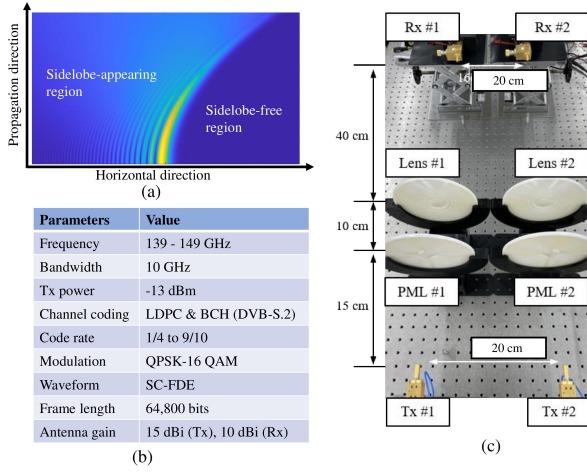 Propagation direction
Sidelobe-appearing
region
Sidelobe-free
region
Horizontal direction
(a)
Parameters Value
Frequency 139 - 149 GHz
Bandwidth 10 GHz
Tx power -13 dBm
Channel coding LDPC & BCH (DVB-S.2)
Code rate 1/4 to 9/10
Modulation QPSK-16 QAM
Waveform SC-FDE
Frame length 64,800 bits
Antenna gain 15 dBi (Tx), 10 dBi (Rx)
(b)
Rx #1 Rx #2
16
20 cm
40 cm
Lens #1 Lens #2
10 cm
PML #1 PML #2
15 cm
20 cm
Tx #1 Tx #2
(c)